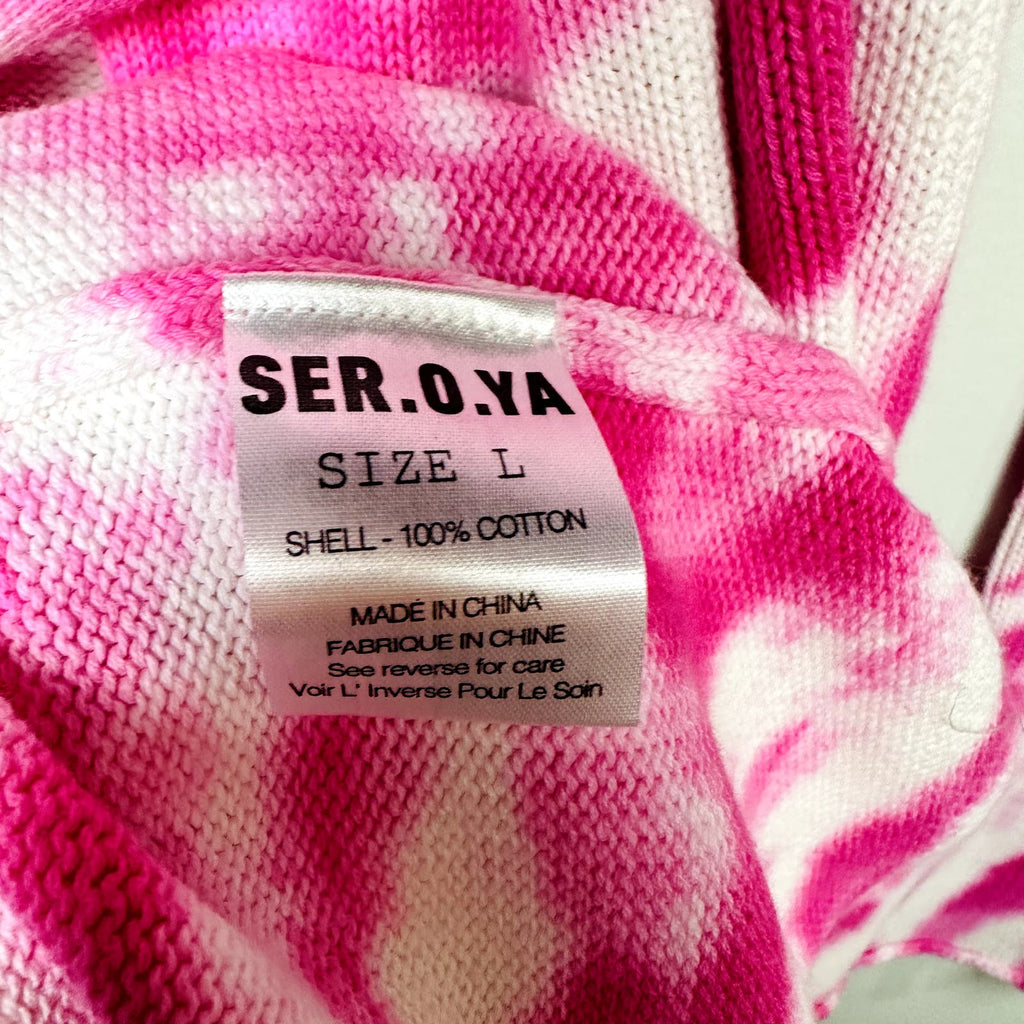 SER.O.YA
SIZE L
SHELL - 100% COTTON
MADE IN CHINA
FABRIQUE IN CHINE
See reverse for care
Voir L' Inverse Pour Le Soin